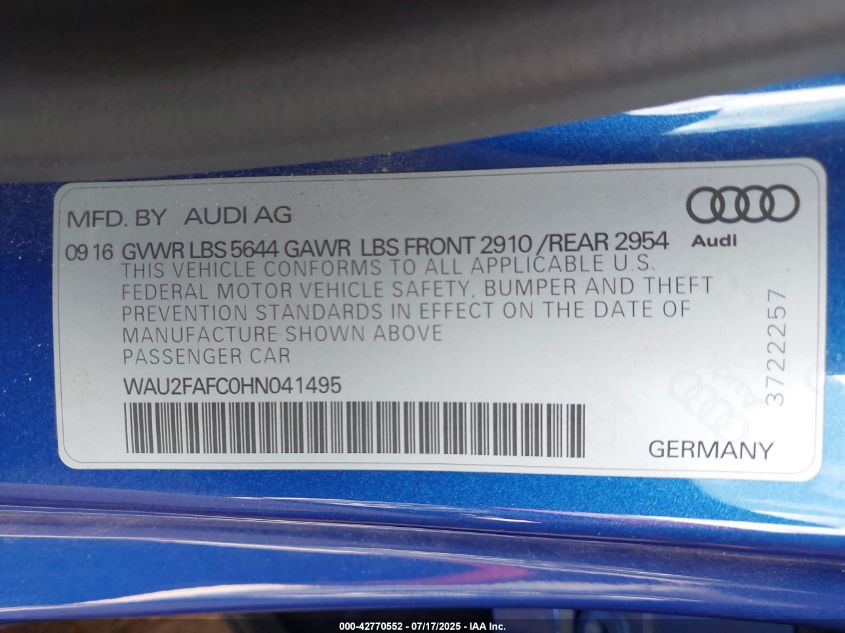 MFD. BY AUDI AG
Audi
09 16 GVWR LBS 5644 GAWR LBS FRONT 2910 /REAR 2954
THIS VEHICLE CONFORMS TO ALL APPLICABLE U.S.
FEDERAL MOTOR VEHICLE SAFETY, BUMPER AND THEFT
PREVENTION STANDARDS IN EFFECT ON THE DATE OF
MANUFACTURE SHOWN ABOVE
PASSENGER CAR
WAU2FAFC0HN041495
3722257
GERMANY
000-42770552 - 07/17/2025 - IAA Inc.